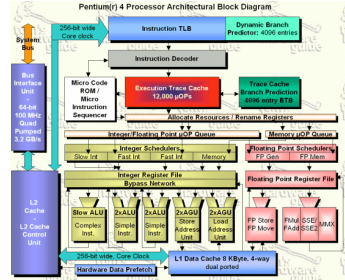 Pentium(r) 4 Processor Architectural Block Diagram
256-bit wide
Core clock
Instruction TLB
Dynamic Branch
Predictor: 4096 entries
System
Bus
Instruction Decoder
Bus
Interface
Unit
-
64-bit
100 MHz
Quad
Pumped
3.2 GB/s
Micro Code
ROM /
Micro
Instruction
Sequencer
Execution Trace Cache
12,000 µOPs
Trace Cache
Branch Prediction
4096 entry BTB
Allocate Resources / Rename Registers
Integer/Floating Point µOP Queue
Memory µOP Queue
Integer Schedulers
Slow Int
Fast Int
Fast Int
Memory
Floating Point Schedulers
FP Gen
FP Mem
Integer Register File
Bypass Network
Floating Point Register File
L2
Cache
-
L2 Cache
Control
Unit
Slow ALU
Complex
Instr.
2xALU
Simple
Instr.
2xALU
Simple
Instr.
2xAGU
Store
Address
Unit
2xAGU
Load
Address
Unit
FP Store
FP Move
FMul
FAdd
SSE/
SSE2
MMX
256-bit wide, Core Clock
L1 Data Cache 8 KByte, 4-way
dual ported
Hardware Data Prefetch